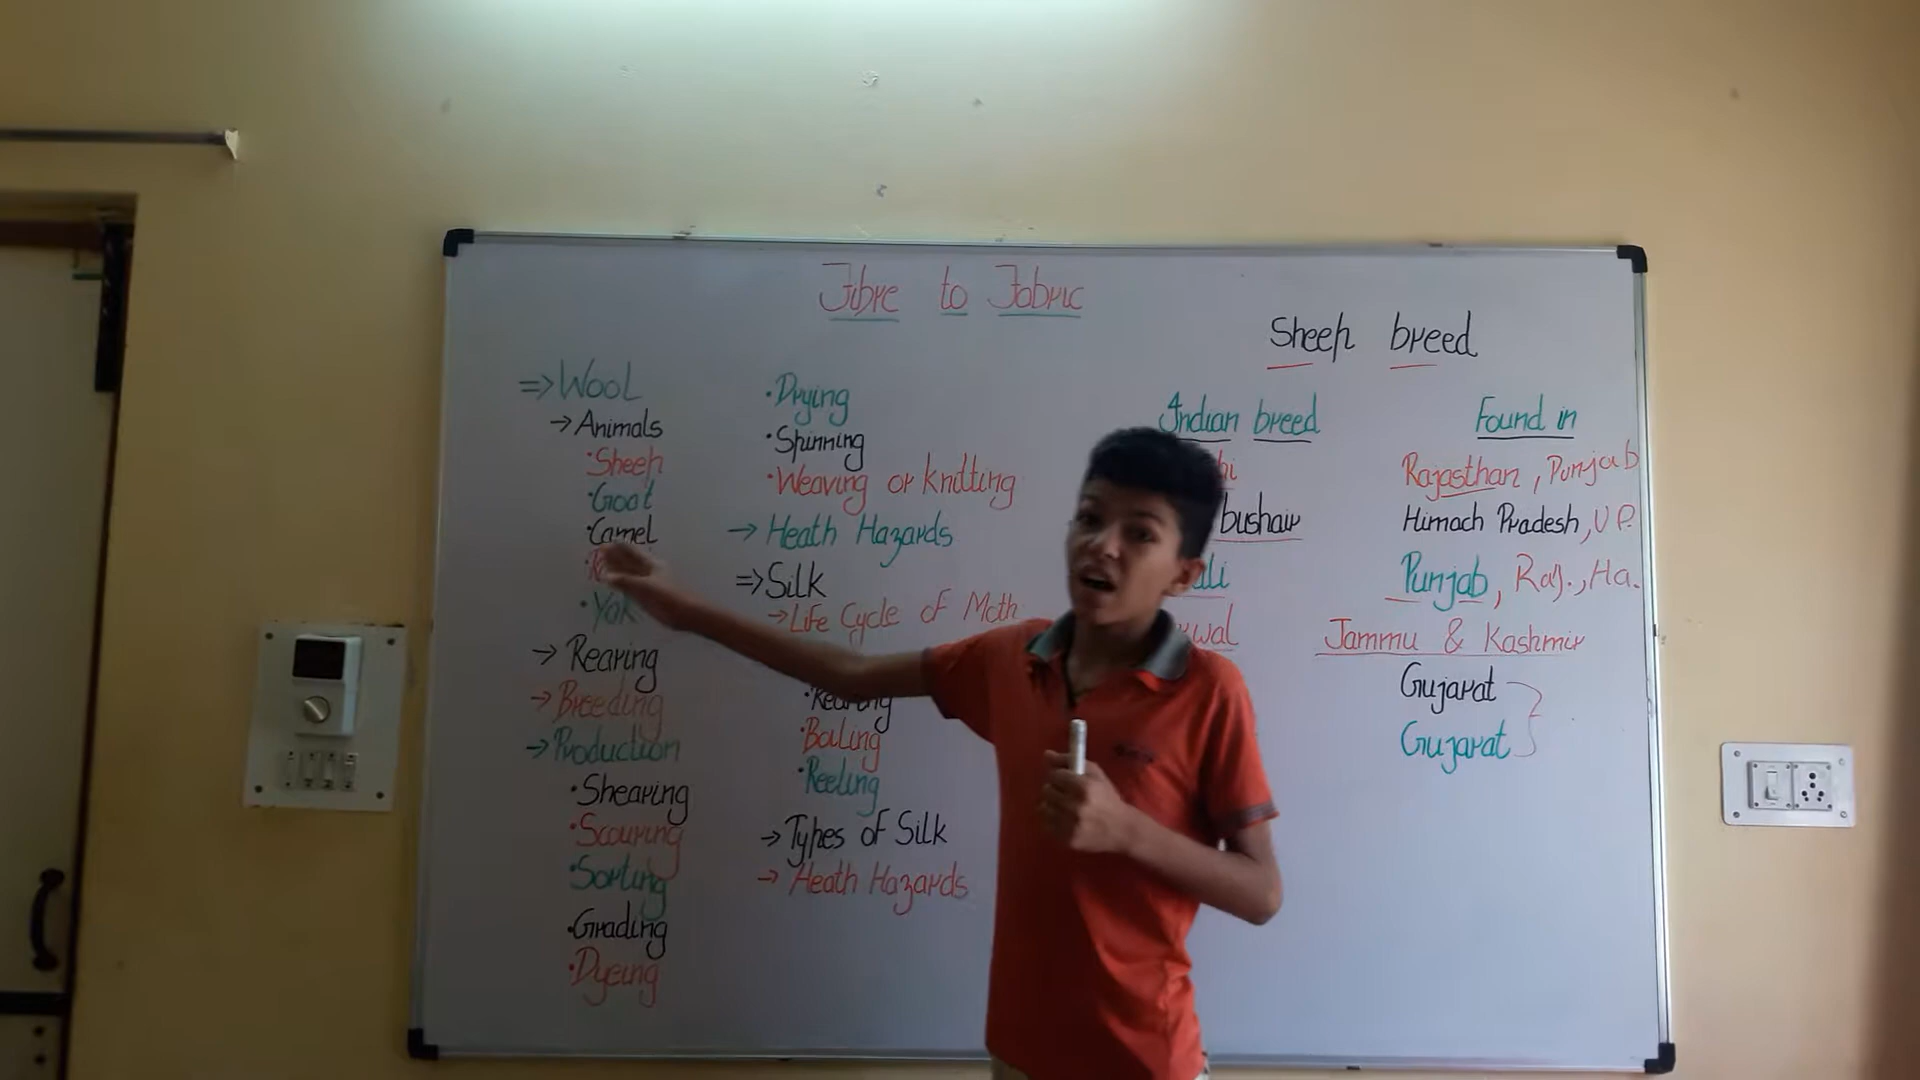 Fibre to Fabric
=> Wool
→ Animals
• Sheep
• Goat
• Camel
• Yak
→ Rearing
→ Breeding
→ Production
• Shearing
• Scouring
• Sorting
• Grading
• Dyeing
• Drying
• Spinning
• Weaving or knitting
→ Heath Hazards
=> Silk
→ Life Cycle of Moth
• Rearing
• Boiling
• Reeling
→ Types of Silk
→ Heath Hazards
Sheep breed
Indian breed Found in
Rajasthan, Punjab
bushair Himach Pradesh, U.P.
Punjab, Raj., Ha.
Jammu & Kashmir
Gujarat
Gujarat